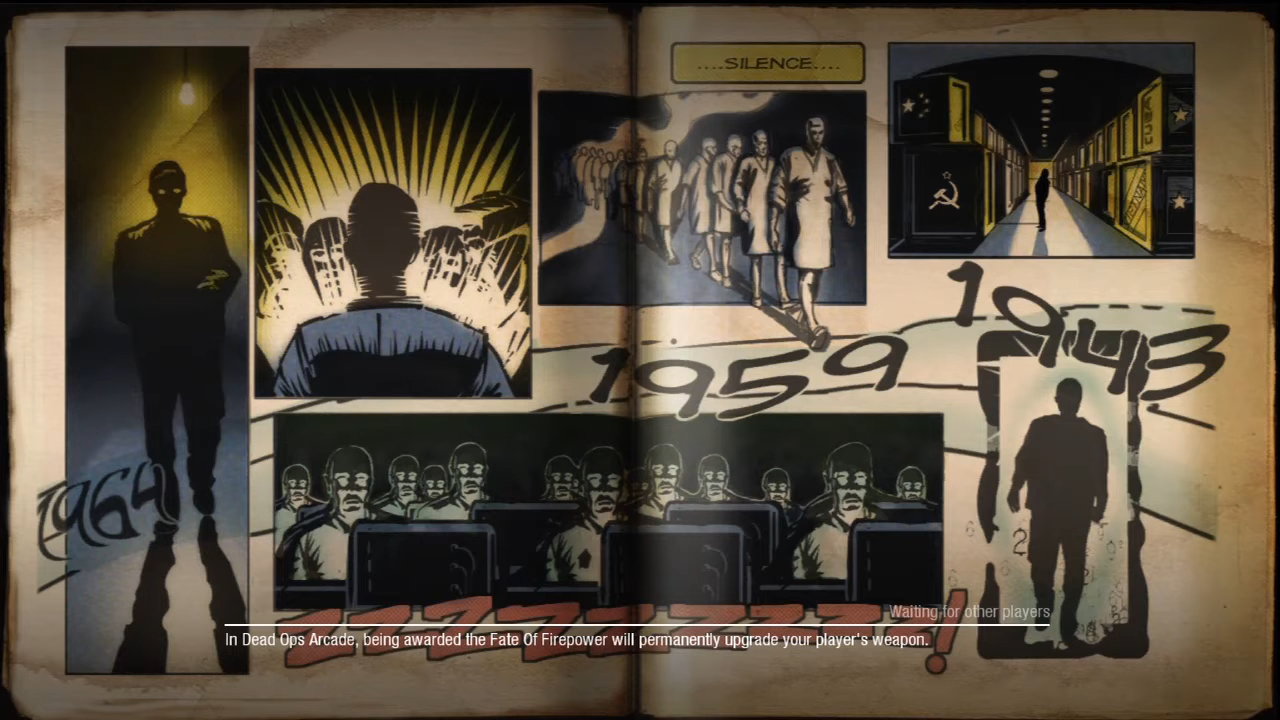 ....SILENCE....
1943
1959
1964
ZZZZZZZZ!
Waiting for other players
In Dead Ops Arcade, being awarded the Fate Of Firepower will permanently upgrade your player's weapon.